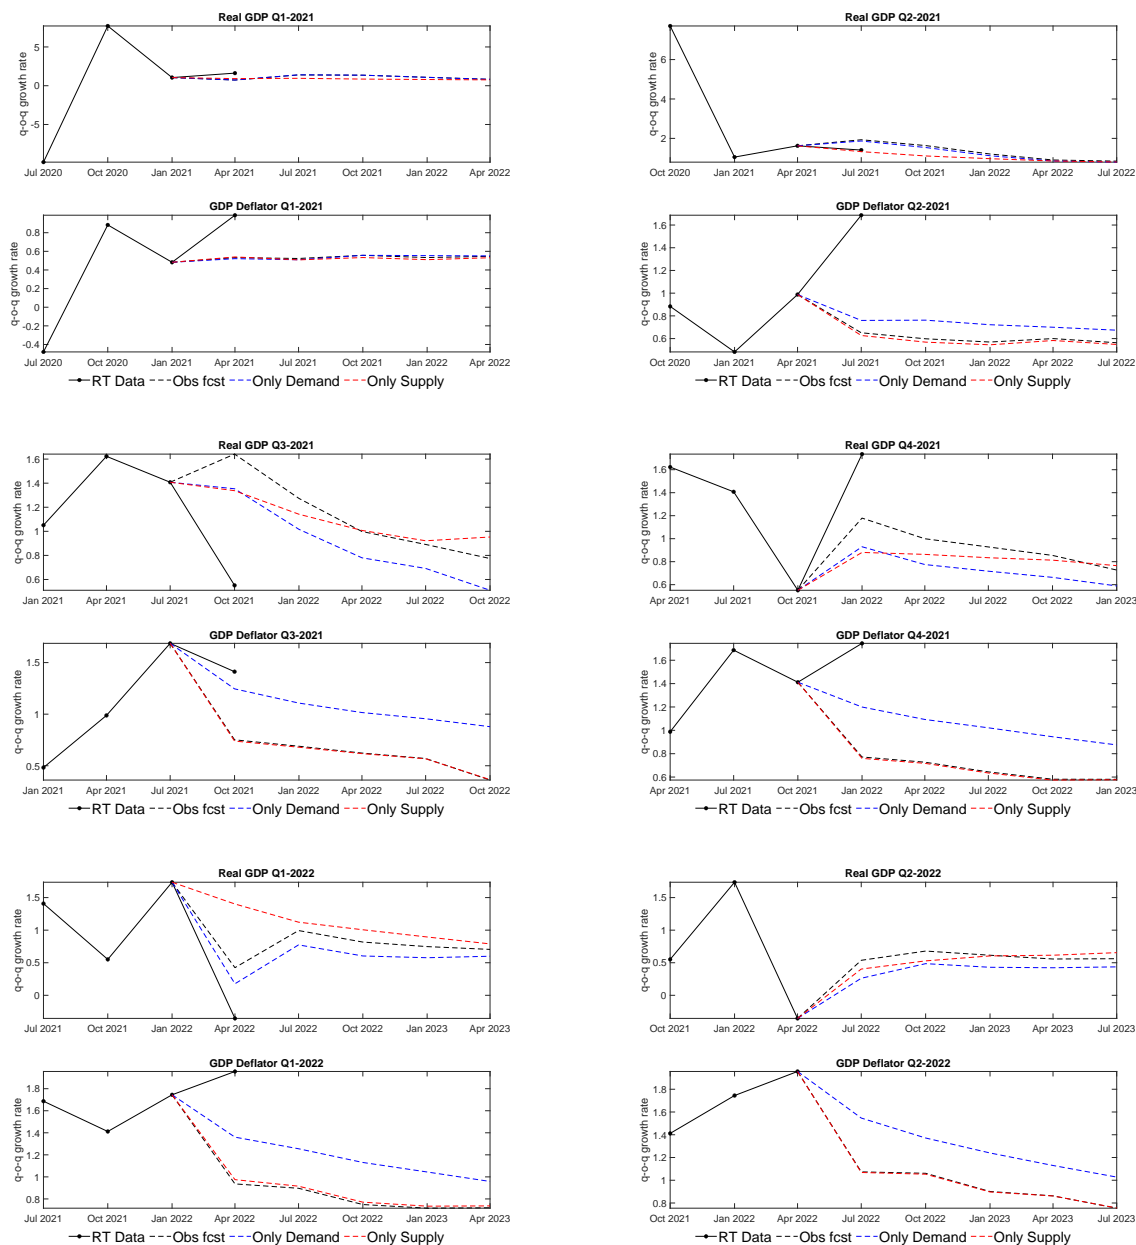 Real GDP Q1-2021
q-o-q growth rate
5
0
-5
Jul 2020 Oct 2020 Jan 2021 Apr 2021 Jul 2021 Oct 2021 Jan 2022 Apr 2022
GDP Deflator Q1-2021
q-o-q growth rate
0.8
0.6
0.4
0.2
0
-0.2
-0.4
Jul 2020 Oct 2020 Jan 2021 Apr 2021 Jul 2021 Oct 2021 Jan 2022 Apr 2022
RT Data Obs fcst Only Demand Only Supply
Real GDP Q2-2021
q-o-q growth rate
6
4
2
Oct 2020 Jan 2021 Apr 2021 Jul 2021 Oct 2021 Jan 2022 Apr 2022 Jul 2022
GDP Deflator Q2-2021
q-o-q growth rate
1.6
1.4
1.2
1
0.8
0.6
Oct 2020 Jan 2021 Apr 2021 Jul 2021 Oct 2021 Jan 2022 Apr 2022 Jul 2022
RT Data Obs fcst Only Demand Only Supply
Real GDP Q3-2021
q-o-q growth rate
1.6
1.4
1.2
1
0.8
0.6
Jan 2021 Apr 2021 Jul 2021 Oct 2021 Jan 2022 Apr 2022 Jul 2022 Oct 2022
GDP Deflator Q3-2021
q-o-q growth rate
1.5
1
0.5
Jan 2021 Apr 2021 Jul 2021 Oct 2021 Jan 2022 Apr 2022 Jul 2022 Oct 2022
RT Data Obs fcst Only Demand Only Supply
Real GDP Q4-2021
q-o-q growth rate
1.6
1.4
1.2
1
0.8
0.6
Apr 2021 Jul 2021 Oct 2021 Jan 2022 Apr 2022 Jul 2022 Oct 2022 Jan 2023
GDP Deflator Q4-2021
q-o-q growth rate
1.6
1.4
1.2
1
0.8
0.6
Apr 2021 Jul 2021 Oct 2021 Jan 2022 Apr 2022 Jul 2022 Oct 2022 Jan 2023
RT Data Obs fcst Only Demand Only Supply
Real GDP Q1-2022
q-o-q growth rate
1.5
1
0.5
0
Jul 2021 Oct 2021 Jan 2022 Apr 2022 Jul 2022 Oct 2022 Jan 2023 Apr 2023
GDP Deflator Q1-2022
q-o-q growth rate
1.8
1.6
1.4
1.2
1
0.8
Jul 2021 Oct 2021 Jan 2022 Apr 2022 Jul 2022 Oct 2022 Jan 2023 Apr 2023
RT Data Obs fcst Only Demand Only Supply
Real GDP Q2-2022
q-o-q growth rate
1.5
1
0.5
0
Oct 2021 Jan 2022 Apr 2022 Jul 2022 Oct 2022 Jan 2023 Apr 2023 Jul 2023
GDP Deflator Q2-2022
q-o-q growth rate
1.8
1.6
1.4
1.2
1
0.8
Oct 2021 Jan 2022 Apr 2022 Jul 2022 Oct 2022 Jan 2023 Apr 2023 Jul 2023
RT Data Obs fcst Only Demand Only Supply